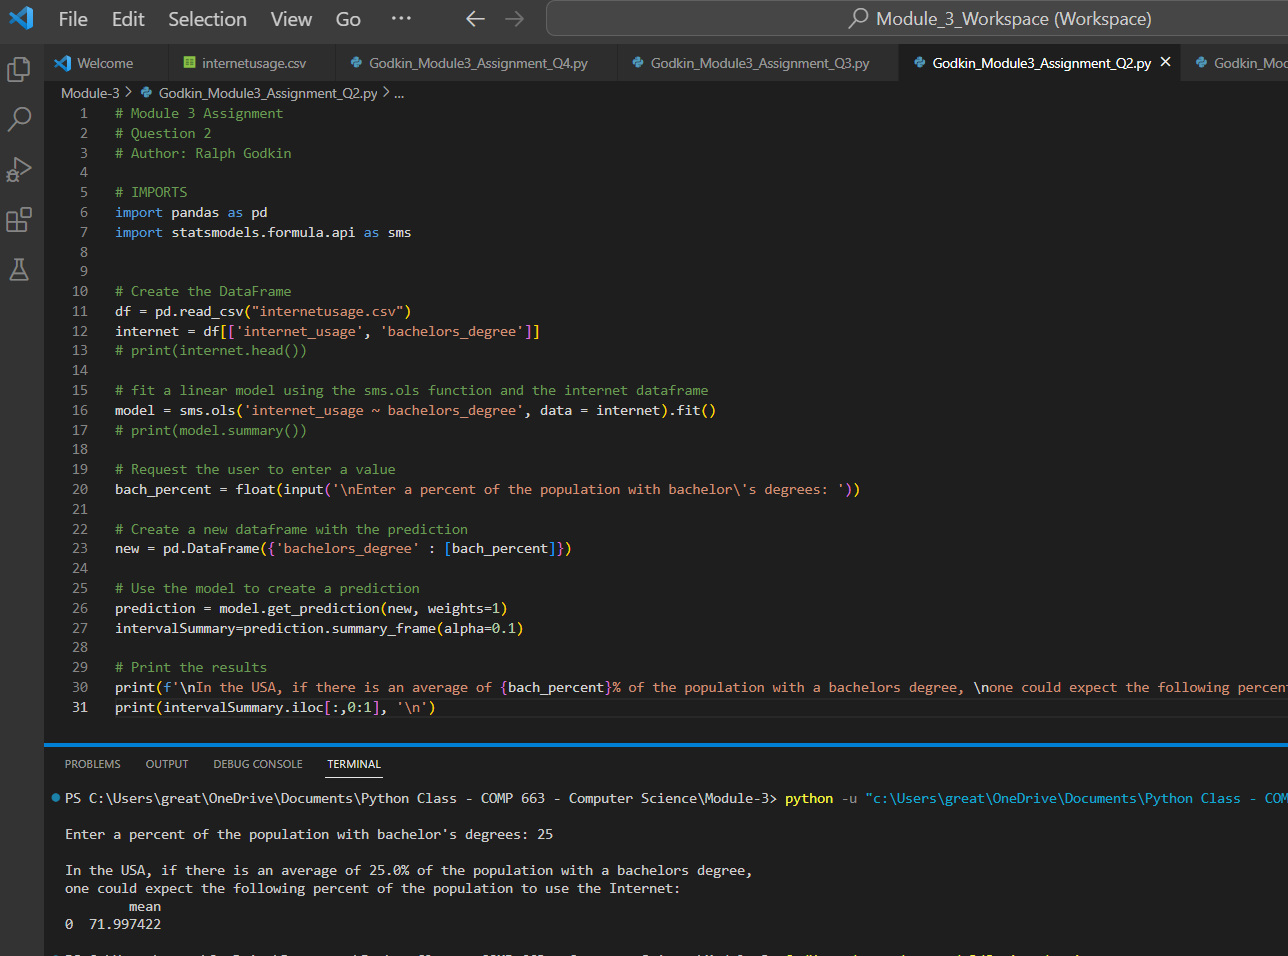 File Edit Selection View Go ··· Module_3_Workspace (Workspace)
Welcome internetusage.csv Godkin_Module3_Assignment_Q4.py Godkin_Module3_Assignment_Q3.py Godkin_Module3_Assignment_Q2.py Godkin_Mod
Module-3 > Godkin_Module3_Assignment_Q2.py > ...
1 # Module 3 Assignment
2 # Question 2
3 # Author: Ralph Godkin
4
5 # IMPORTS
6 import pandas as pd
7 import statsmodels.formula.api as sms
8
9
10 # Create the DataFrame
11 df = pd.read_csv("internetusage.csv")
12 internet = df[['internet_usage', 'bachelors_degree']]
13 # print(internet.head())
14
15 # fit a linear model using the sms.ols function and the internet dataframe
16 model = sms.ols('internet_usage ~ bachelors_degree', data = internet).fit()
17 # print(model.summary())
18
19 # Request the user to enter a value
20 bach_percent = float(input('\nEnter a percent of the population with bachelor\'s degrees: '))
21
22 # Create a new dataframe with the prediction
23 new = pd.DataFrame({'bachelors_degree' : [bach_percent]})
24
25 # Use the model to create a prediction
26 prediction = model.get_prediction(new, weights=1)
27 intervalSummary=prediction.summary_frame(alpha=0.1)
28
29 # Print the results
30 print(f'\nIn the USA, if there is an average of {bach_percent}% of the population with a bachelors degree, \none could expect the following percen
31 print(intervalSummary.iloc[:,0:1], '\n')
PROBLEMS OUTPUT DEBUG CONSOLE TERMINAL
PS C:\Users\great\OneDrive\Documents\Python Class - COMP 663 - Computer Science\Module-3> python -u "c:\Users\great\OneDrive\Documents\Python Class - COM
Enter a percent of the population with bachelor's degrees: 25
In the USA, if there is an average of 25.0% of the population with a bachelors degree,
one could expect the following percent of the population to use the Internet:
mean
0 71.997422